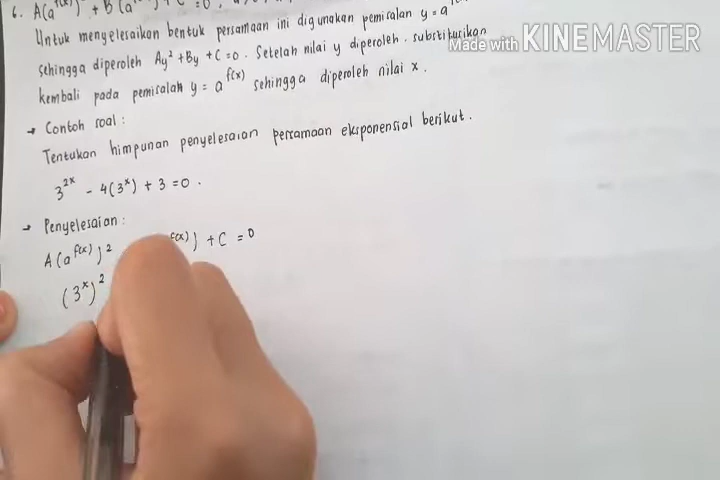 6. A(a^f(x))² + B(a
Untuk menyelesaikan bentuk persamaan ini digunakan pemisalan y = a
sehingga diperoleh Ay² + By + C = 0. Setelah nilai y diperoleh. substitusikan
kembali pada pemisalan y = a^f(x) sehingga diperoleh nilai x.
→ Contoh soal :
Tentukan himpunan penyelesaian persamaan eksponensial berikut.
3^2x - 4(3^x) + 3 = 0.
→ Penyelesaian :
A(a^f(x))² f(x)) + C = 0
(3^x)²
Made with KINEMASTER